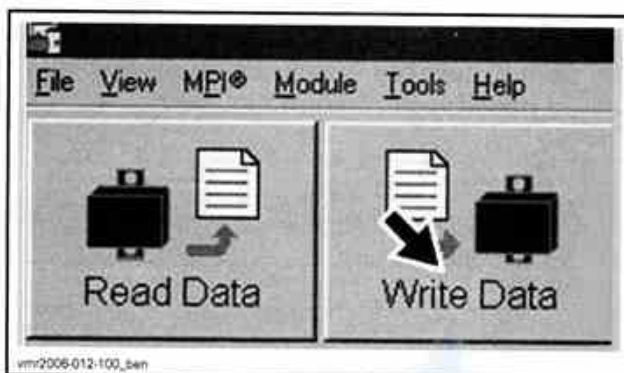 File View MPI® Module Tools Help
Read Data Write Data
vmr2006-012-100_ben